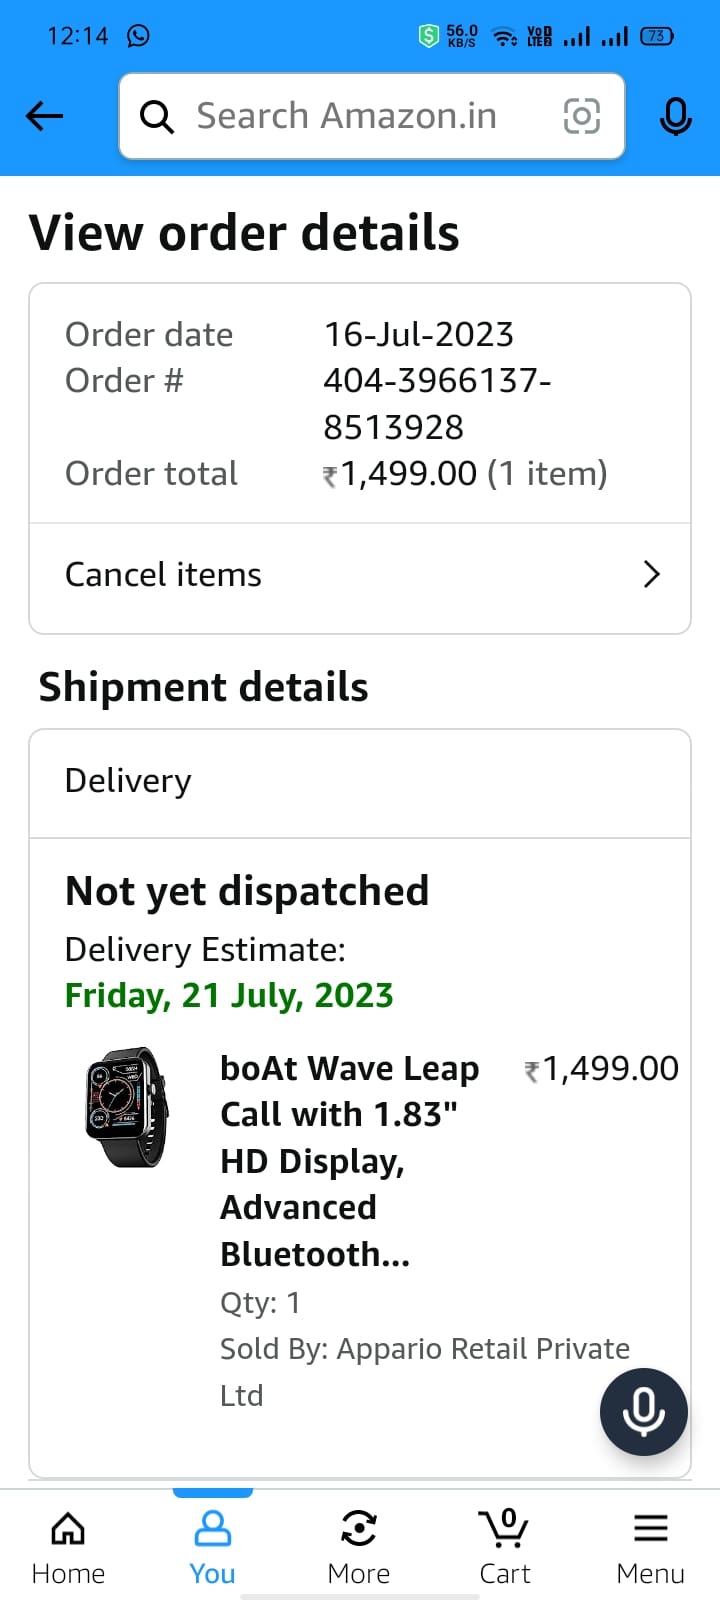 12:14
56.0
KB/S
VoD
LTE2
73
Search Amazon.in
View order details
Order date 16-Jul-2023
Order # 404-3966137-
8513928
Order total ₹1,499.00 (1 item)
Cancel items
Shipment details
Delivery
Not yet dispatched
Delivery Estimate:
Friday, 21 July, 2023
boAt Wave Leap ₹1,499.00
Call with 1.83"
HD Display,
Advanced
Bluetooth...
Qty: 1
Sold By: Appario Retail Private
Ltd
0
Home You More Cart Menu